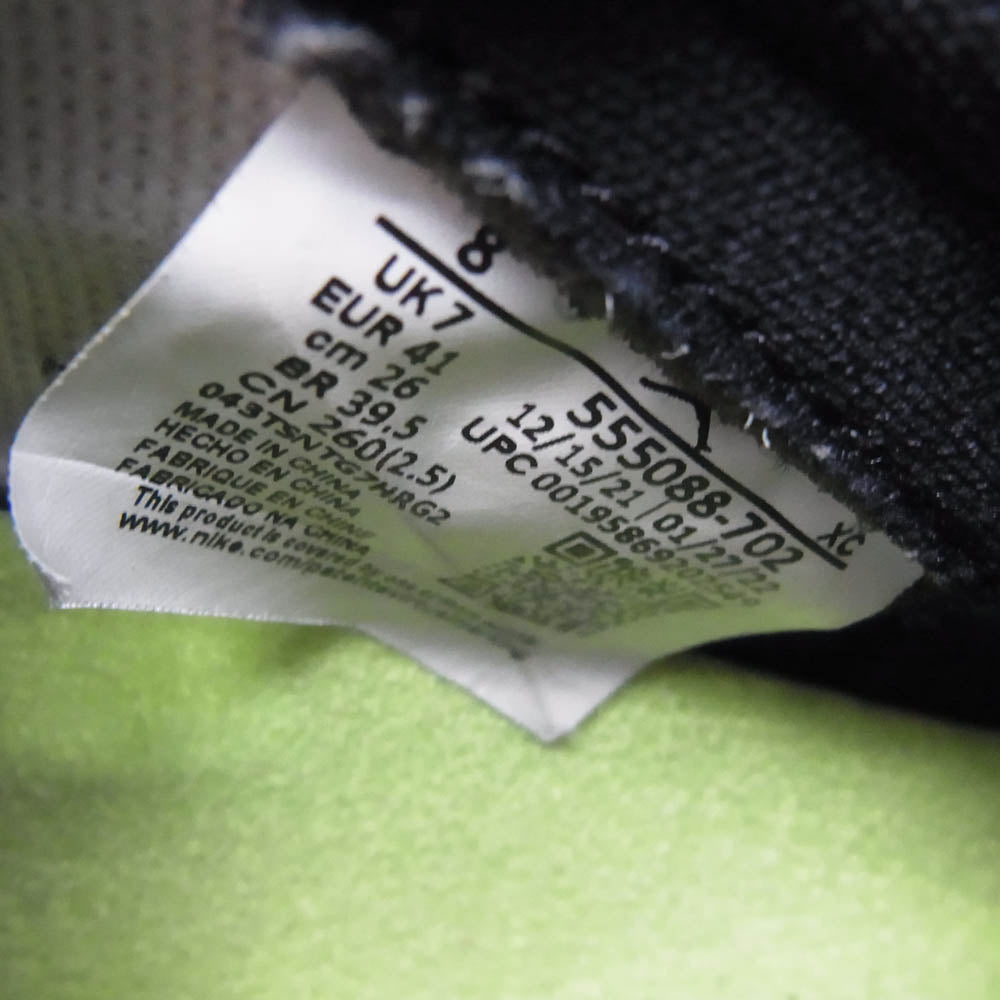 8
UK 7
EUR 41
cm 26
BR 39.5
CN 260(2.5)
043TSNTG7HRG2
MADE IN CHINA
HECHO EN CHINA
FABRIQUE EN CHINE
FABRICADO NA CHINA
This product is covered
www.nike.com/
XC
555088-702
12/15/21 | 01/27/22
UPC